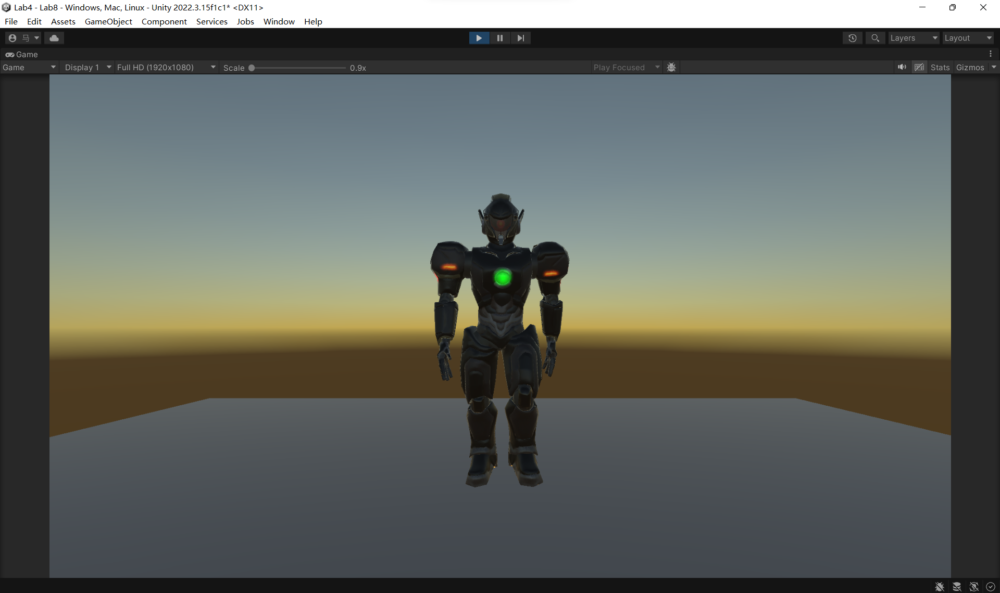 Lab4 - Lab8 - Windows, Mac, Linux - Unity 2022.3.15f1c1* <DX11>
File Edit Assets GameObject Component Services Jobs Window Help
马 Layers Layout
Game
Game Display 1 Full HD (1920x1080) Scale 0.9x Play Focused Stats Gizmos